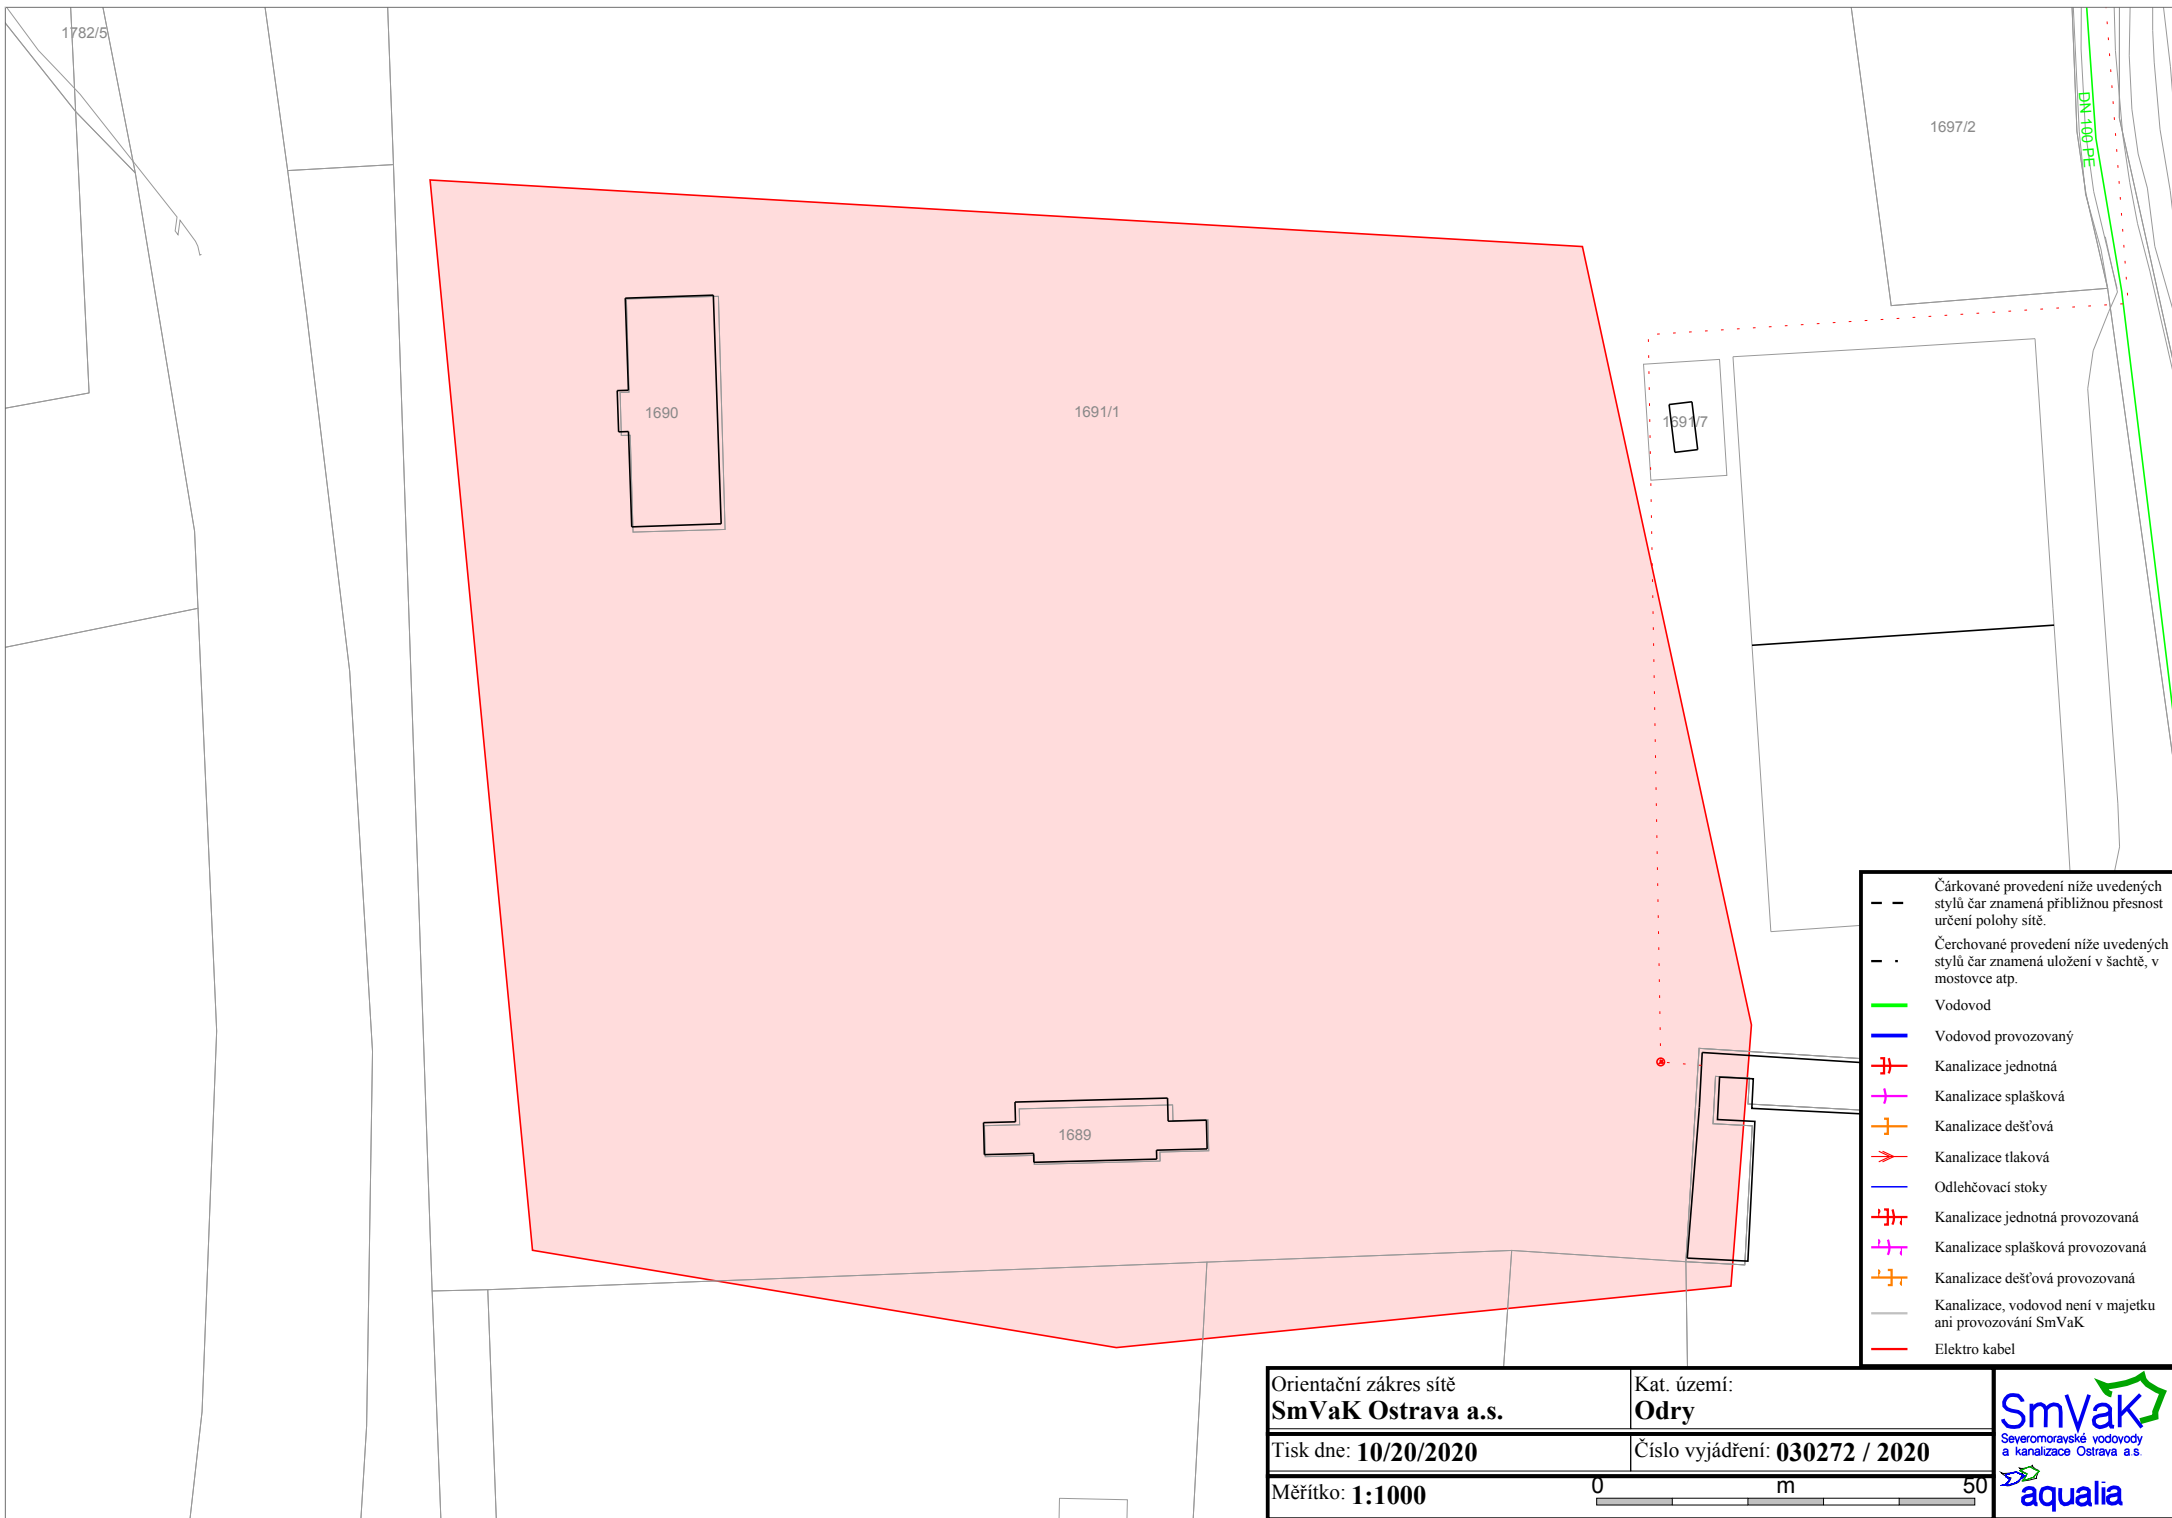 1782/5
1697/2
DN 100 PE
1690
1691/1
1691/7
1689
Čárkované provedení níže uvedených
stylů čar znamená přibližnou přesnost
určení polohy sítě.
Čerchované provedení níže uvedených
stylů čar znamená uložení v šachtě, v
mostovce atp.
Vodovod
Vodovod provozovaný
Kanalizace jednotná
Kanalizace splašková
Kanalizace dešťová
Kanalizace tlaková
Odlehčovací stoky
Kanalizace jednotná provozovaná
Kanalizace splašková provozovaná
Kanalizace dešťová provozovaná
Kanalizace, vodovod není v majetku
ani provozování SmVaK
Elektro kabel
Orientační zákres sítě
SmVaK Ostrava a.s.
Kat. území:
Odry
Tisk dne: 10/20/2020
Číslo vyjádření: 030272 / 2020
Měřítko: 1:1000
0 m 50
SmVaK
Severomoravské vodovody
a kanalizace Ostrava a.s.
aqualia